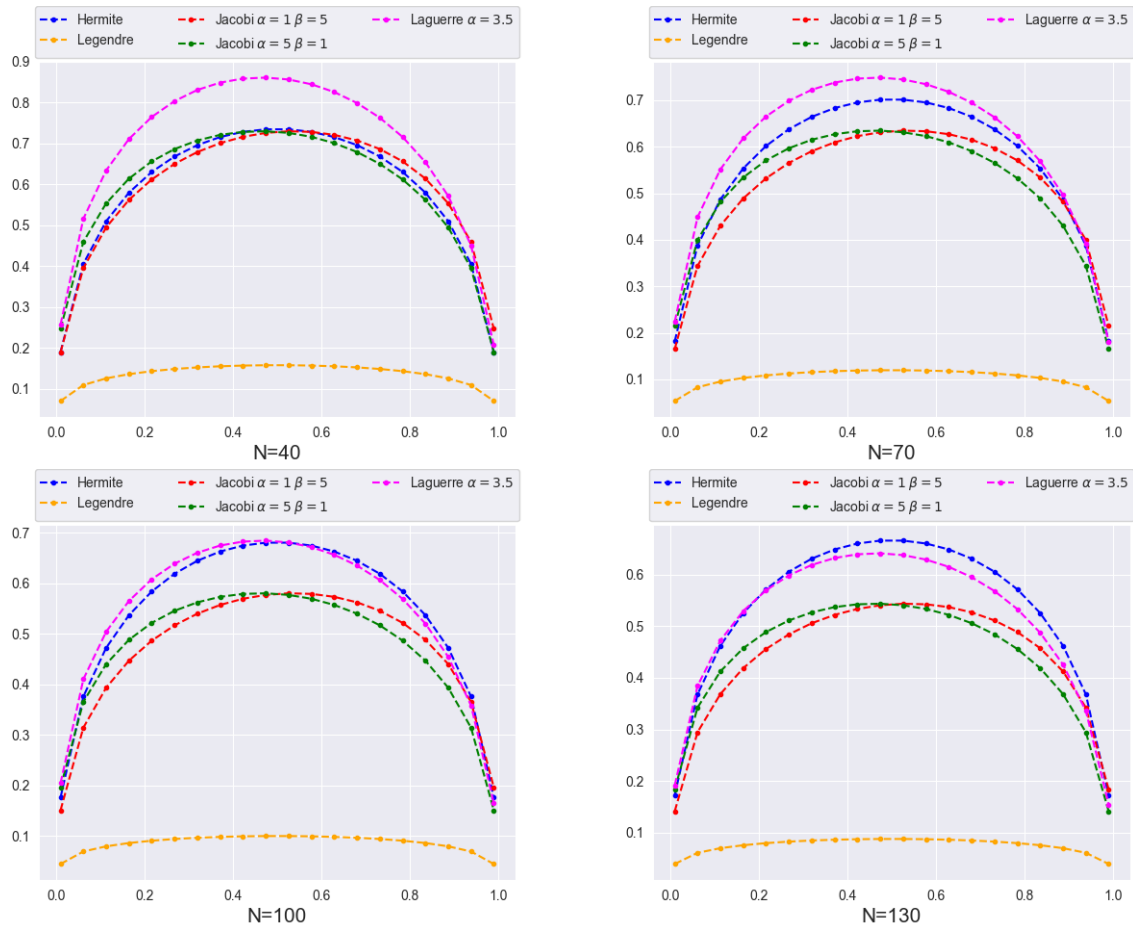 Hermite Jacobi α = 1 β = 5 Laguerre α = 3.5
Legendre Jacobi α = 5 β = 1
0.9
0.8
0.7
0.6
0.5
0.4
0.3
0.2
0.1
0.0 0.2 0.4 0.6 0.8 1.0
N=40
Hermite Jacobi α = 1 β = 5 Laguerre α = 3.5
Legendre Jacobi α = 5 β = 1
0.7
0.6
0.5
0.4
0.3
0.2
0.1
0.0 0.2 0.4 0.6 0.8 1.0
N=70
Hermite Jacobi α = 1 β = 5 Laguerre α = 3.5
Legendre Jacobi α = 5 β = 1
0.7
0.6
0.5
0.4
0.3
0.2
0.1
0.0 0.2 0.4 0.6 0.8 1.0
N=100
Hermite Jacobi α = 1 β = 5 Laguerre α = 3.5
Legendre Jacobi α = 5 β = 1
0.6
0.5
0.4
0.3
0.2
0.1
0.0 0.2 0.4 0.6 0.8 1.0
N=130